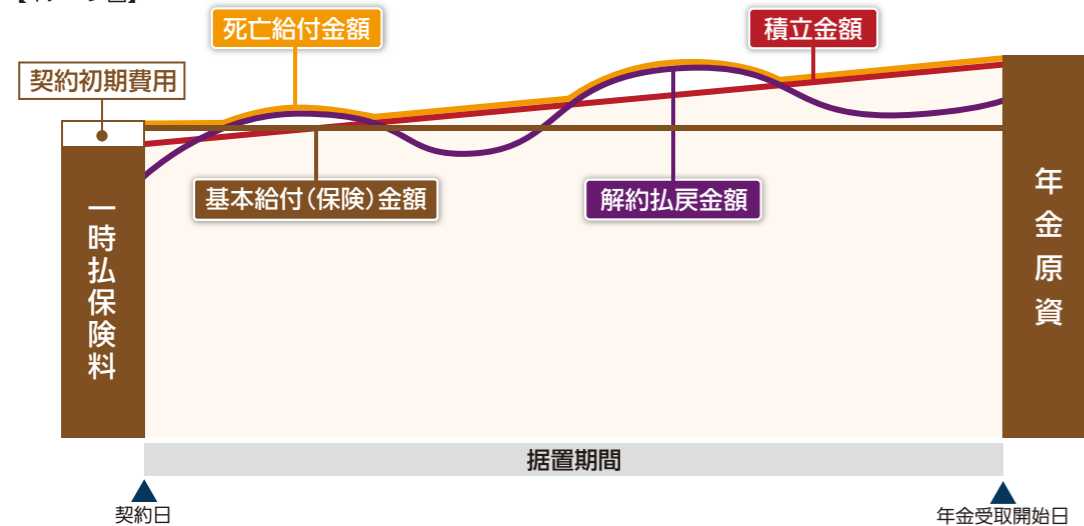 死亡給付金額
積立金額
契約初期費用
基本給付(保険)金額
解約払戻金額
一時払保険料
年金原資
据置期間
契約日
年金受取開始日